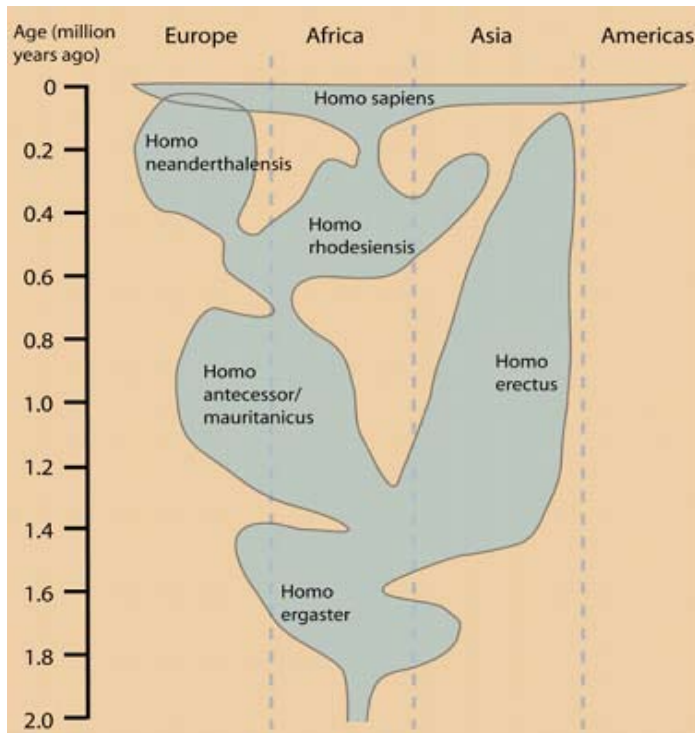 Age (million
years ago)
Europe
Africa
Asia
Americas
0
Homo sapiens
Homo
neanderthalensis
0.2
0.4
Homo
rhodesiensis
0.6
0.8
Homo
antecessor/
mauritanicus
Homo
erectus
1.0
1.2
1.4
1.6
Homo
ergaster
1.8
2.0